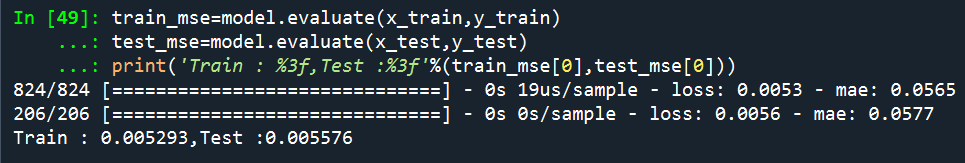 In [49]: train_mse=model.evaluate(x_train,y_train)
...: test_mse=model.evaluate(x_test,y_test)
...: print('Train : %3f,Test :%3f'%(train_mse[0],test_mse[0]))
824/824 [==============================] - 0s 19us/sample - loss: 0.0053 - mae: 0.0565
206/206 [==============================] - 0s 0s/sample - loss: 0.0056 - mae: 0.0577
Train : 0.005293,Test :0.005576